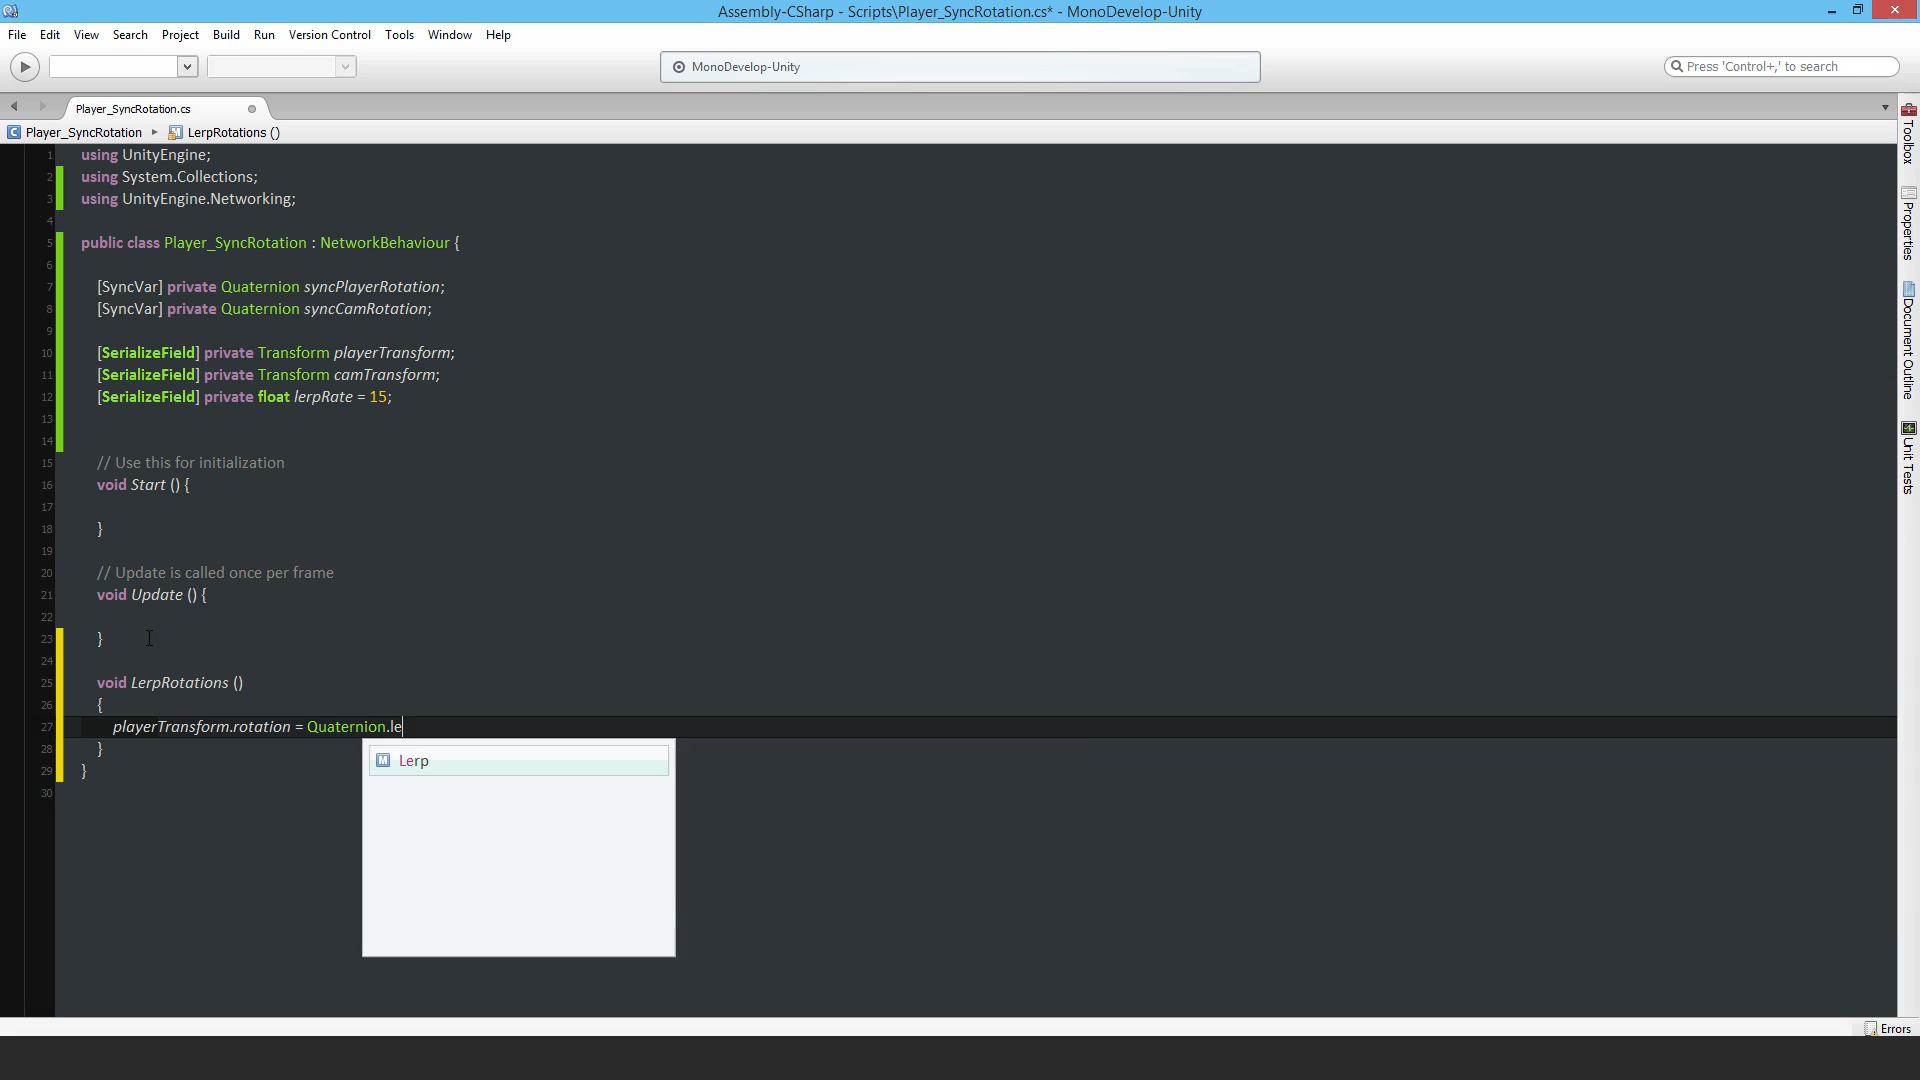 Assembly-CSharp - Scripts\Player_SyncRotation.cs* - MonoDevelop-Unity
File Edit View Search Project Build Run Version Control Tools Window Help
MonoDevelop-Unity
Press 'Control+,' to search
Player_SyncRotation.cs
Player_SyncRotation
LerpRotations ()
1 using UnityEngine;
2 using System.Collections;
3 using UnityEngine.Networking;
4
5 public class Player_SyncRotation : NetworkBehaviour {
6
7 [SyncVar] private Quaternion syncPlayerRotation;
8 [SyncVar] private Quaternion syncCamRotation;
9
10 [SerializeField] private Transform playerTransform;
11 [SerializeField] private Transform camTransform;
12 [SerializeField] private float lerpRate = 15;
13
14
15 // Use this for initialization
16 void Start () {
17
18 }
19
20 // Update is called once per frame
21 void Update () {
22
23 }
24
25 void LerpRotations ()
26 {
27 playerTransform.rotation = Quaternion.le
28 }
29 }
30
Lerp
Toolbox
Properties
Document Outline
Unit Tests
Errors